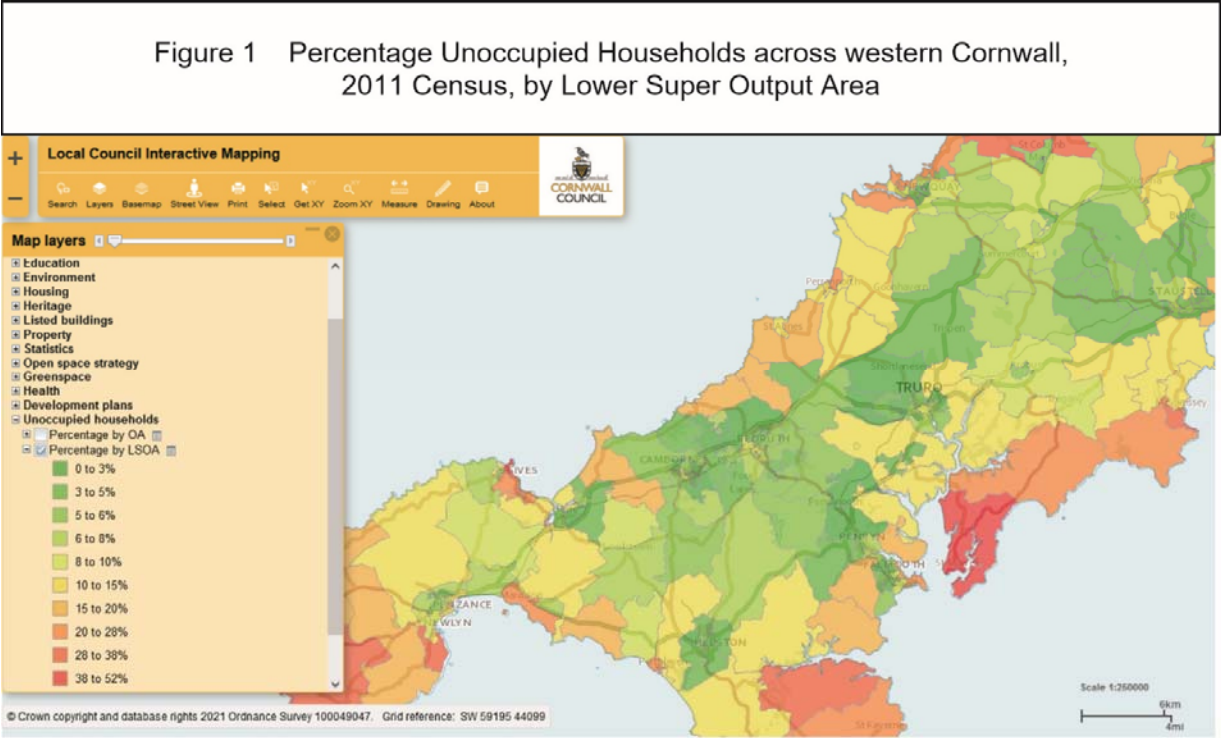 Figure 1 Percentage Unoccupied Households across western Cornwall,
2011 Census, by Lower Super Output Area
+
−
Local Council Interactive Mapping
Search Layers Basemap Street View Print Select Get XY Zoom XY Measure Drawing About
CORNWALL
COUNCIL
Map layers
Education
Environment
Housing
Heritage
Listed buildings
Property
Statistics
Open space strategy
Greenspace
Health
Development plans
Unoccupied households
Percentage by OA
Percentage by LSOA
0 to 3%
3 to 5%
5 to 6%
6 to 8%
8 to 10%
10 to 15%
15 to 20%
20 to 28%
28 to 38%
38 to 52%
TRURO
Scale 1:250000
6km
4mi
© Crown copyright and database rights 2021 Ordnance Survey 100049047. Grid reference: SW 59195 44099